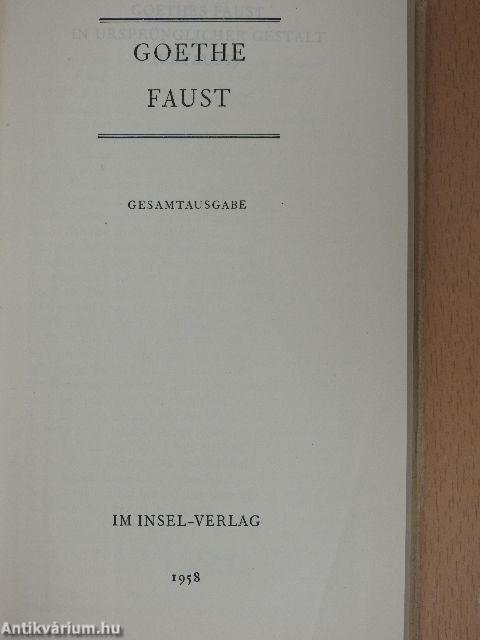 GOETHES FAUST
IN URSPRÜNGLICHER GESTALT
GOETHE
FAUST
GESAMTAUSGABE
IM INSEL-VERLAG
1958
Antikvárium.hu